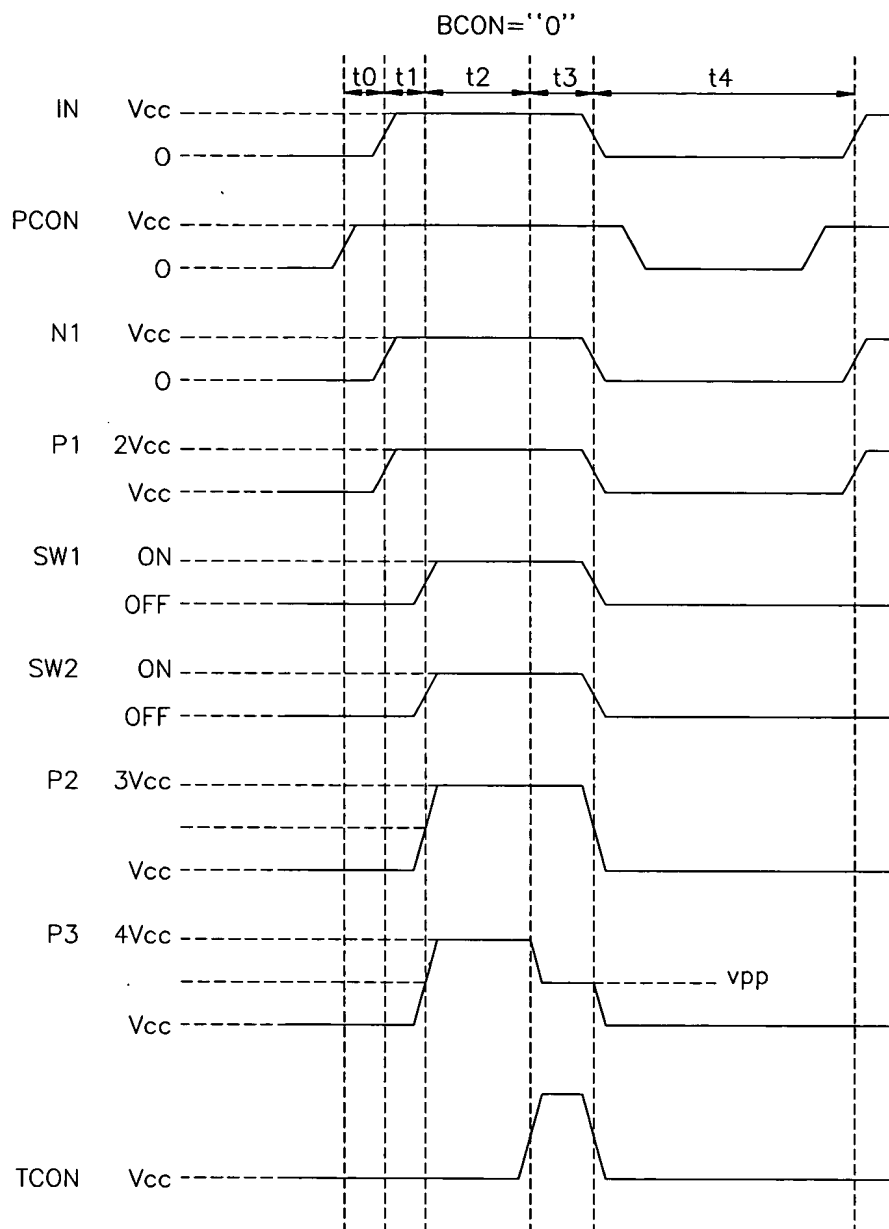 BCON=‘‘0’’
t0 t1 t2 t3 t4
IN Vcc
0
PCON Vcc
0
N1 Vcc
0
P1 2Vcc
Vcc
SW1 ON
OFF
SW2 ON
OFF
P2 3Vcc
Vcc
P3 4Vcc
vpp
Vcc
TCON Vcc